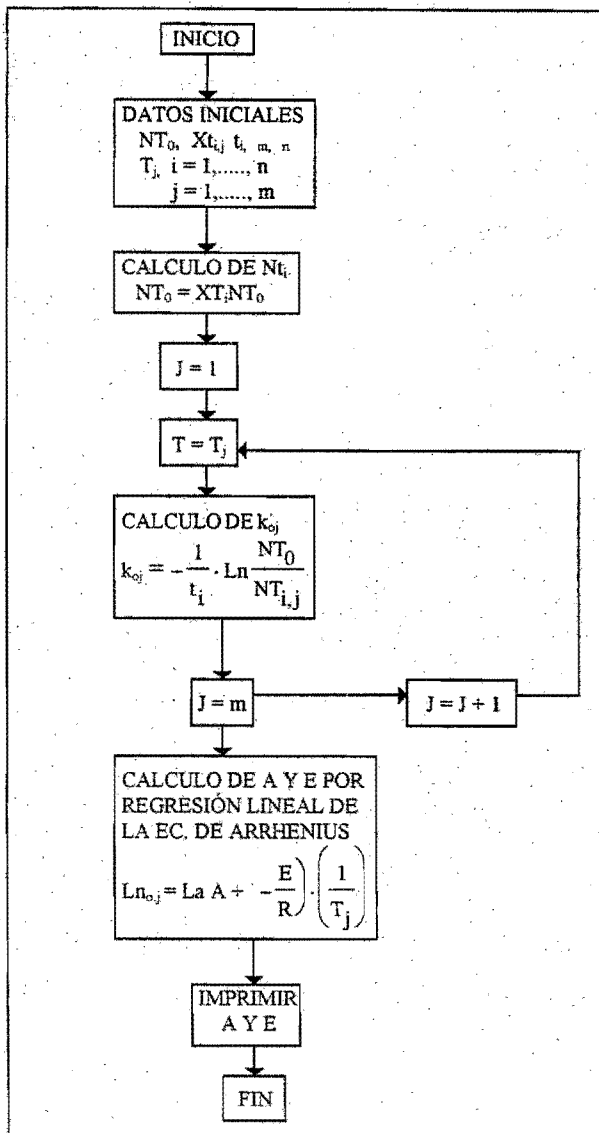 INICIO
DATOS INICIALES
NT₀, Xtᵢ,ⱼ tᵢ, m, n
Tⱼ, i = 1,....., n
j = 1,....., m
CALCULO DE Ntᵢ.
NT₀ = XTᵢNT₀
J = 1
T = Tⱼ
CALCULO DE kₒⱼ
kₒⱼ = - 1/tᵢ . Ln NT₀/NTᵢ,ⱼ
J = m
J = J + 1
CALCULO DE A Y E POR
REGRESIÓN LINEAL DE
LA EC. DE ARRHENIUS
Lnₒ,ⱼ = La A + - E/R) . (1/Tⱼ)
IMPRIMIR
A Y E
FIN